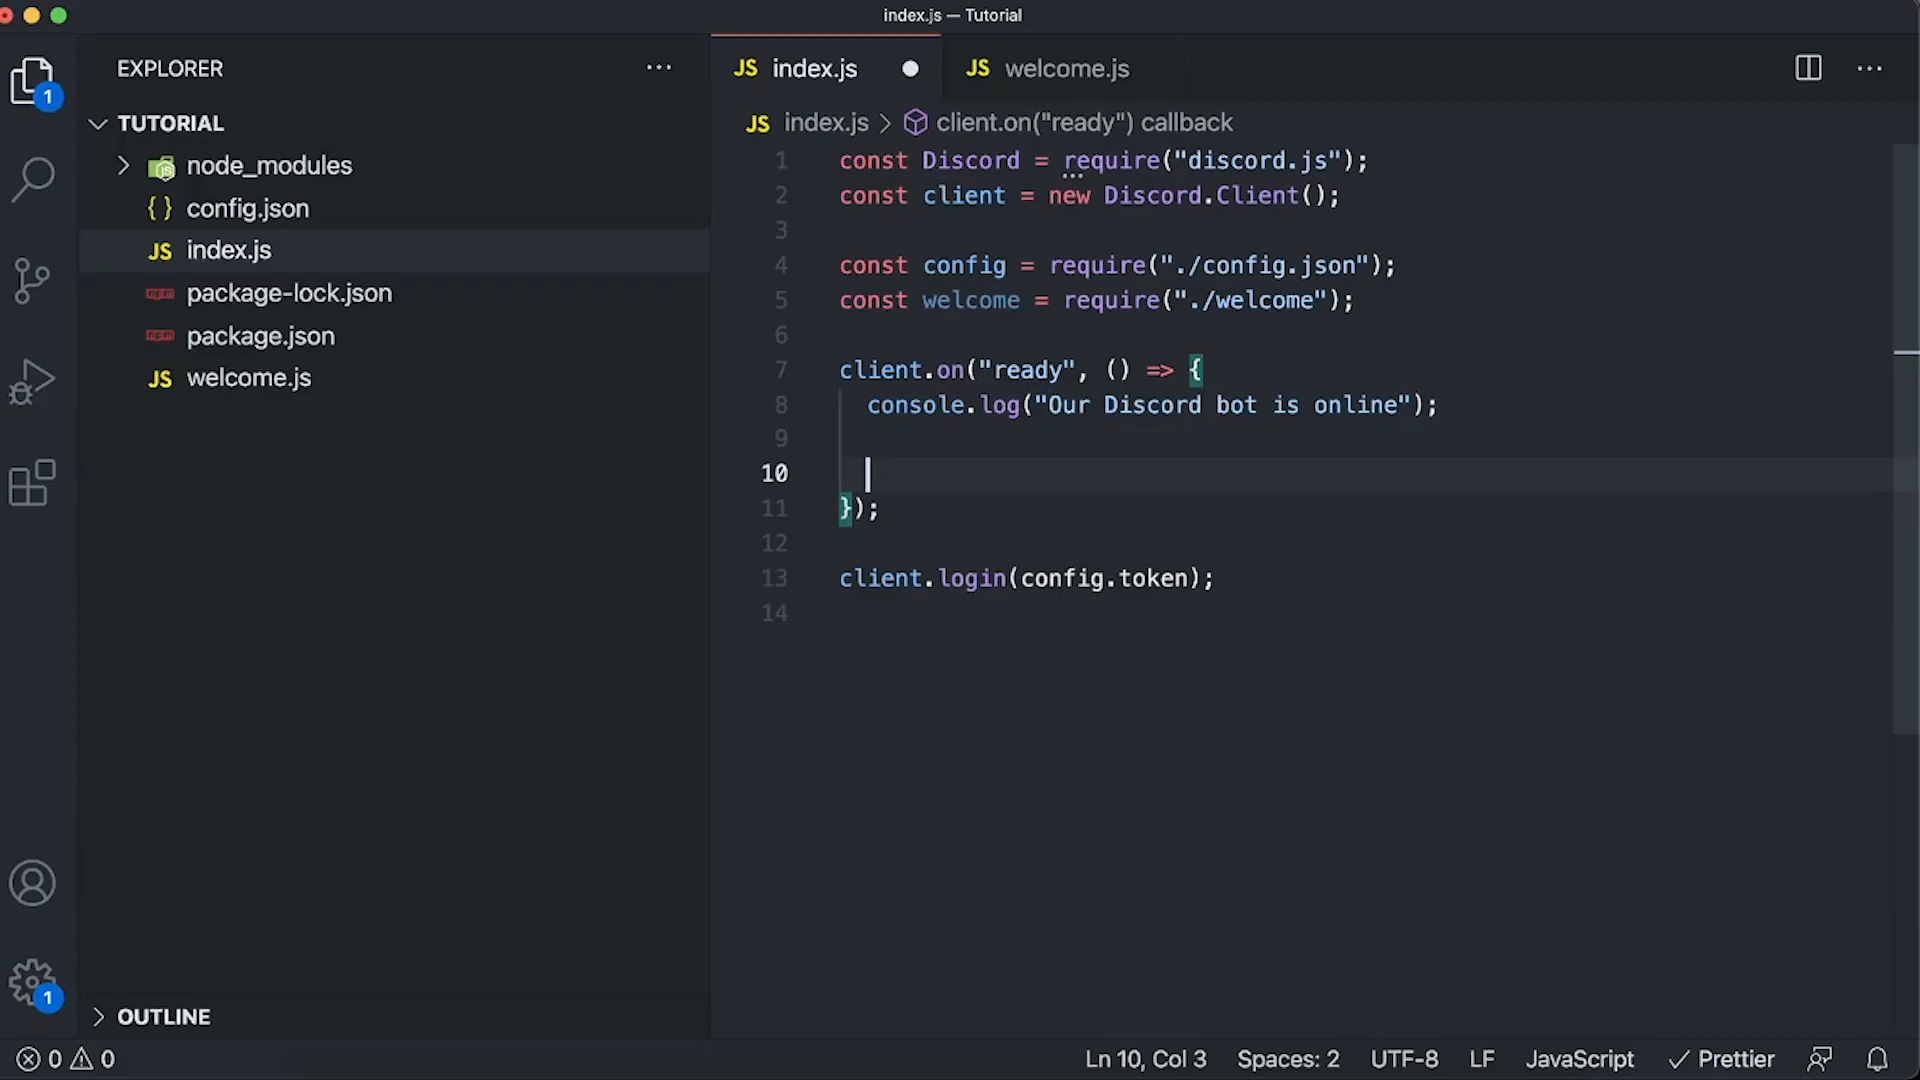 index.js — Tutorial
EXPLORER
···
JS index.js
JS welcome.js
···
1
TUTORIAL
JS index.js > client.on("ready") callback
node_modules
{ } config.json
JS index.js
package-lock.json
package.json
JS welcome.js
1 const Discord = require("discord.js");
2 const client = new Discord.Client();
3
4 const config = require("./config.json");
5 const welcome = require("./welcome");
6
7 client.on("ready", () => {
8 console.log("Our Discord bot is online");
9
10
11 });
12
13 client.login(config.token);
14
1
OUTLINE
0 0
Ln 10, Col 3 Spaces: 2 UTF-8 LF JavaScript Prettier